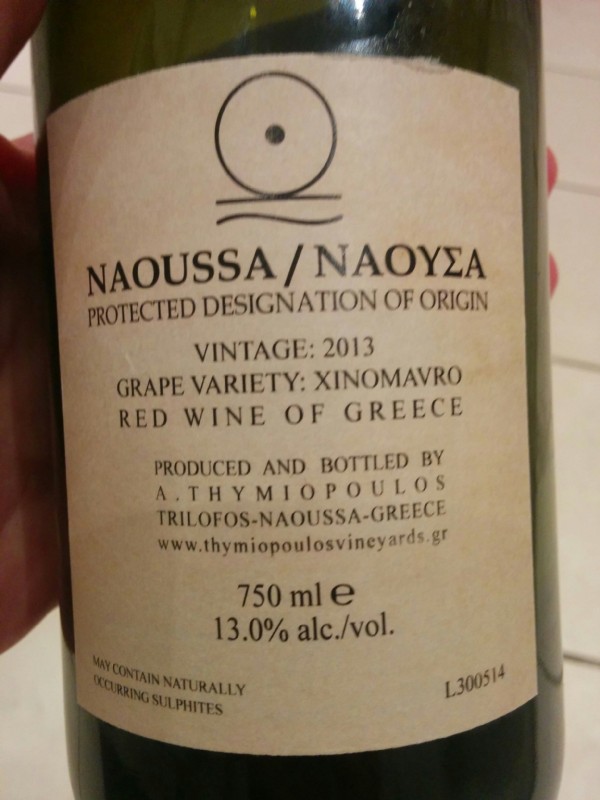 NAOUSSA / ΝΑΟΥΣΑ
PROTECTED DESIGNATION OF ORIGIN
VINTAGE: 2013
GRAPE VARIETY: XINOMAVRO
RED WINE OF GREECE
PRODUCED AND BOTTLED BY
A. THYMIOPOULOS
TRILOFOS-NAOUSSA-GREECE
www.thymiopoulosvineyards.gr
750 ml ℮
13.0% alc./vol.
MAY CONTAIN NATURALLY
OCCURRING SULPHITES
L300514